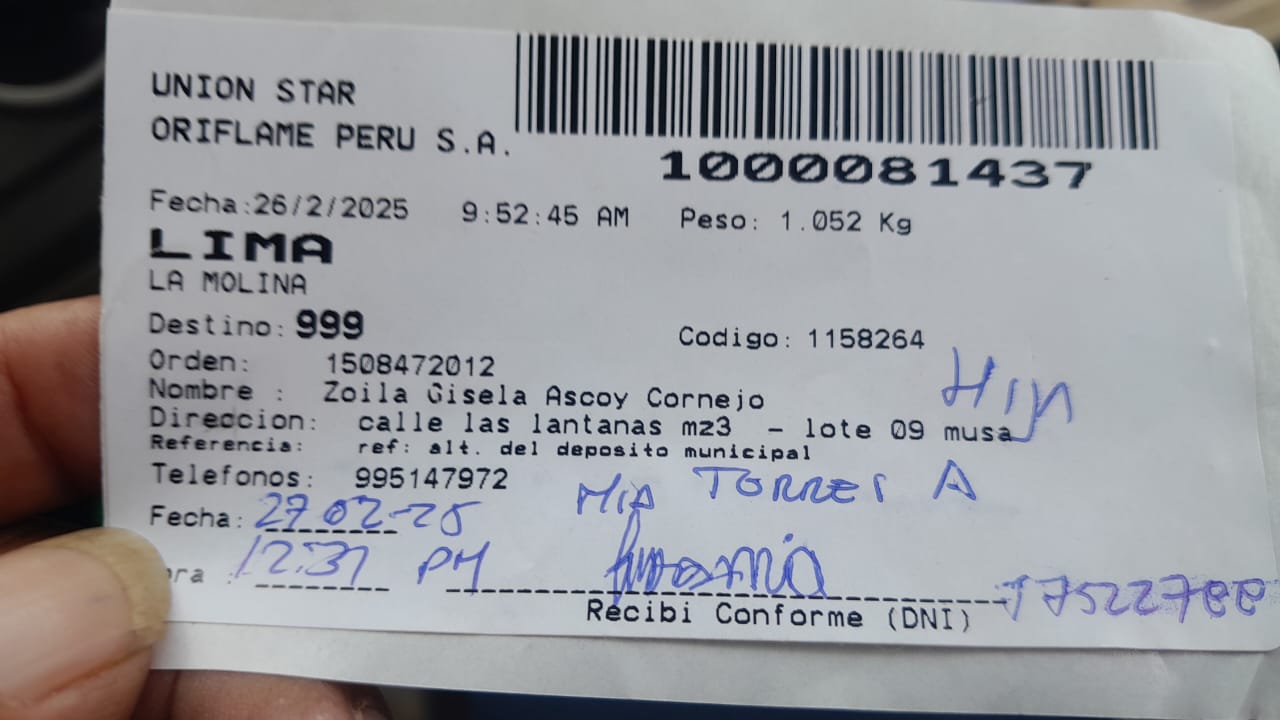 UNION STAR
ORIFLAME PERU S.A.
1000081437
Fecha:26/2/2025 9:52:45 AM Peso: 1.052 Kg
LIMA
LA MOLINA
Destino: 999 Codigo: 1158264
Orden: 1508472012
Nombre : Zoila Gisela Ascoy Cornejo
Direccion: calle las lantanas mz3 - lote 09 musa
Referencia: ref: alt. del deposito municipal
Telefonos: 995147972
MIA TORRES A
Fecha: 27-02-25
ra : 12:31 PM
Recibi Conforme (DNI)